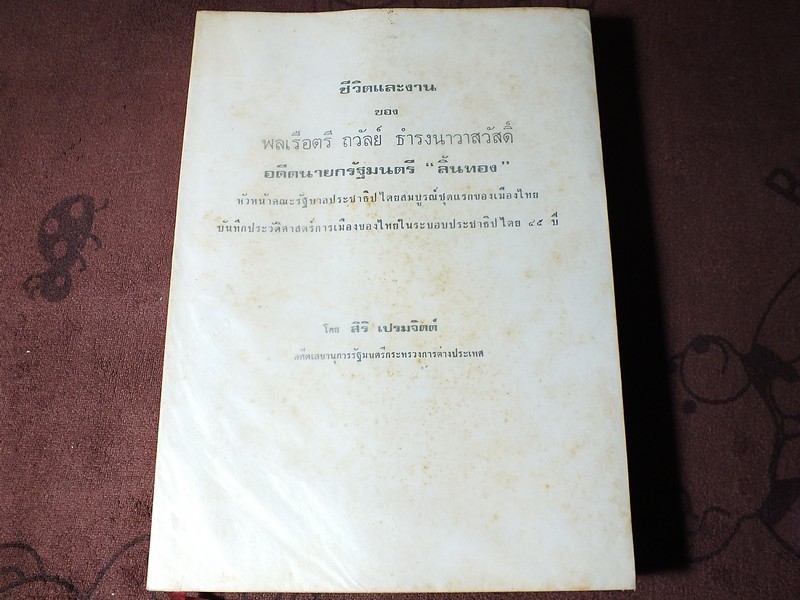 ชีวิตและงาน
ของ
พลเรือตรี ถวัลย์ ธำรงนาวาสวัสดิ์
อดีตนายกรัฐมนตรี “ลิ้นทอง”
หัวหน้าคณะรัฐบาลประชาธิปไตยสมบูรณ์ชุดแรกของเมืองไทย
บันทึกประวัติศาสตร์การเมืองของไทยในระบอบประชาธิปไตย ๔๕ ปี
โดย สิริ เปรมจิตต์
อดีตเลขานุการรัฐมนตรีกระทรวงการต่างประเทศ